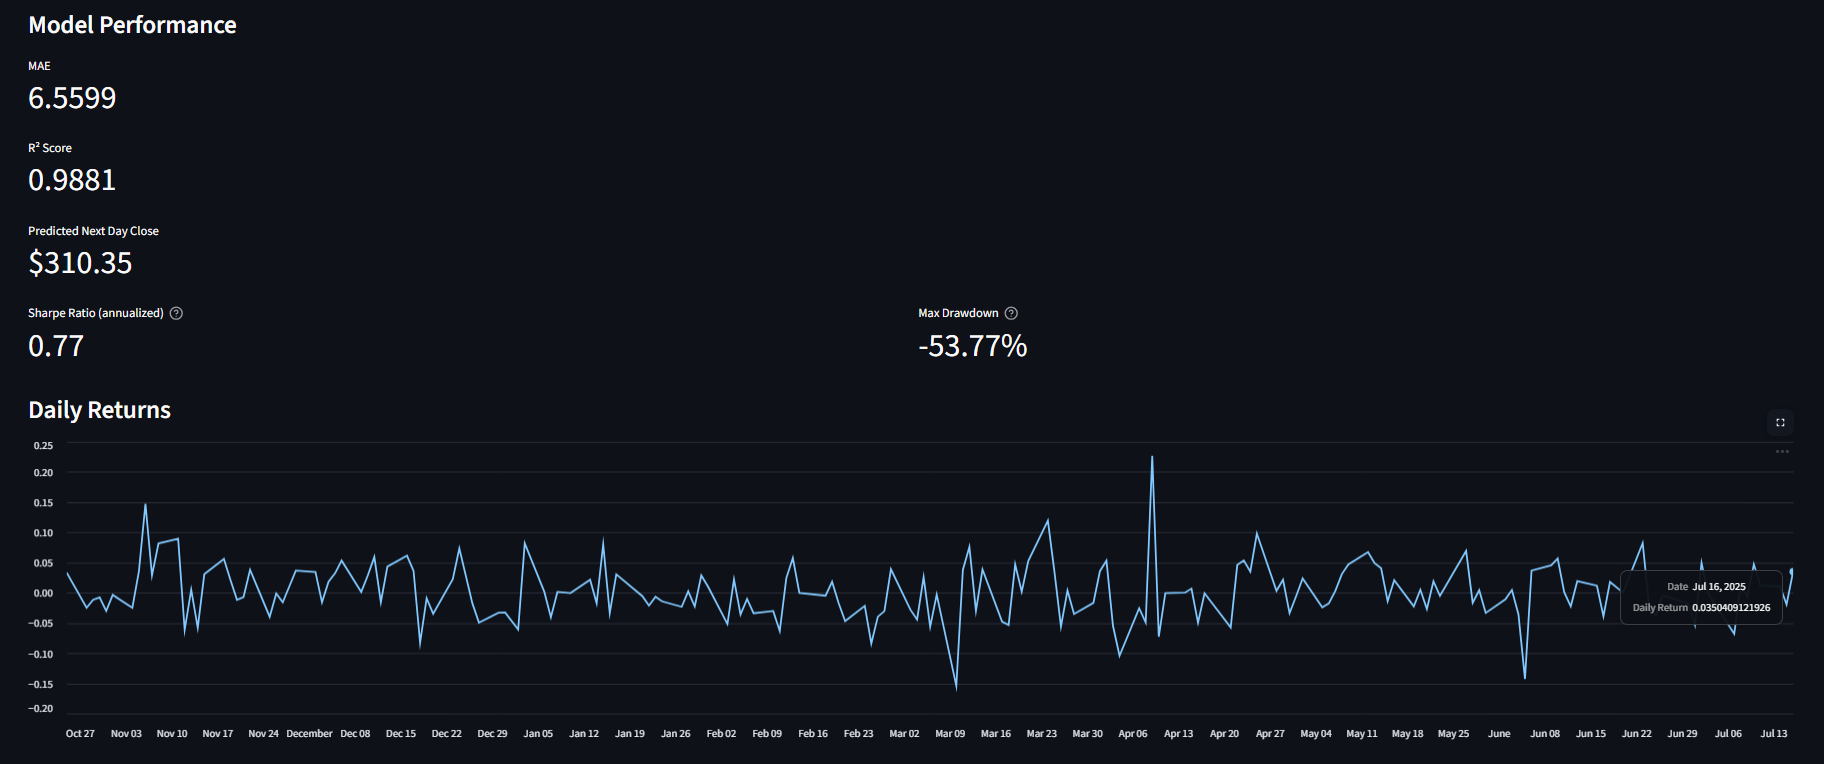 Model Performance
MAE
6.5599
R² Score
0.9881
Predicted Next Day Close
$310.35
Sharpe Ratio (annualized) ?
0.77
Max Drawdown ?
-53.77%
Daily Returns
0.25
0.20
0.15
0.10
0.05
0.00
−0.05
−0.10
−0.15
−0.20
Date Jul 16, 2025
Daily Return 0.0350409121926
Oct 27 Nov 03 Nov 10 Nov 17 Nov 24 December Dec 08 Dec 15 Dec 22 Dec 29 Jan 05 Jan 12 Jan 19 Jan 26 Feb 02 Feb 09 Feb 16 Feb 23 Mar 02 Mar 09 Mar 16 Mar 23 Mar 30 Apr 06 Apr 13 Apr 20 Apr 27 May 04 May 11 May 18 May 25 June Jun 08 Jun 15 Jun 22 Jun 29 Jul 06 Jul 13